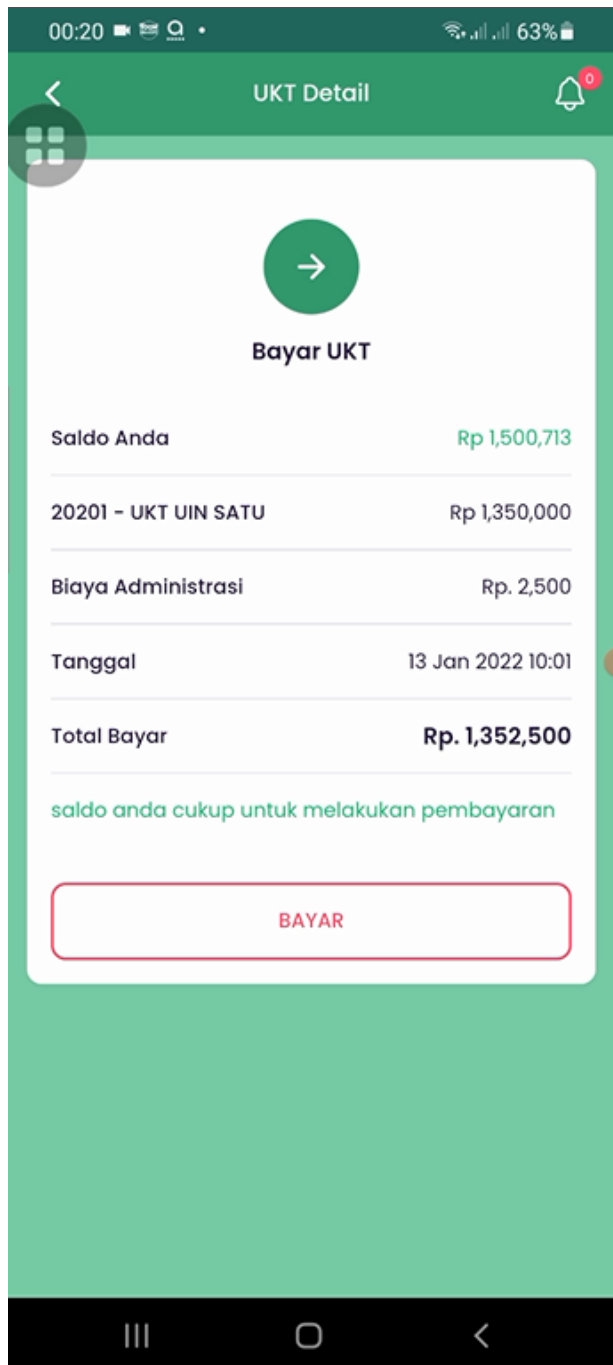 00:20
63%
UKT Detail
0
Bayar UKT
Saldo Anda Rp 1,500,713
20201 - UKT UIN SATU Rp 1,350,000
Biaya Administrasi Rp. 2,500
Tanggal 13 Jan 2022 10:01
Total Bayar Rp. 1,352,500
saldo anda cukup untuk melakukan pembayaran
BAYAR